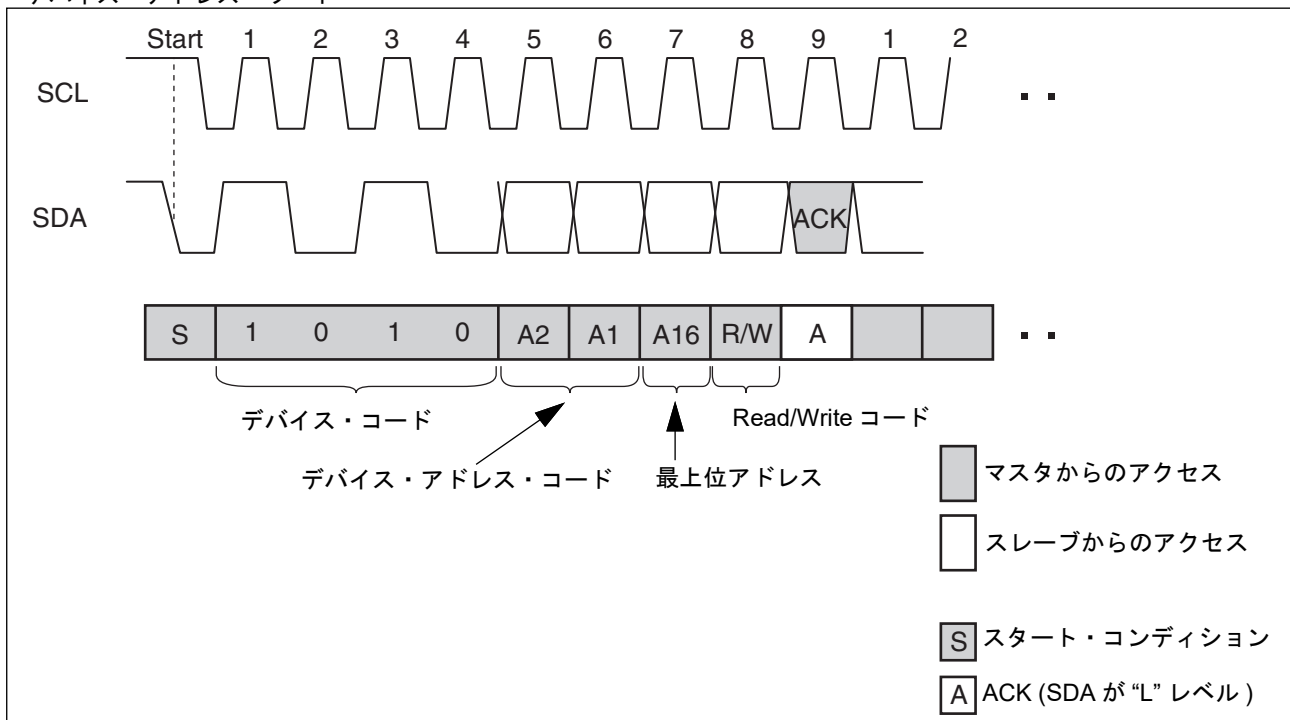 Start 1 2 3 4 5 6 7 8 9 1 2
SCL
SDA
ACK
S 1 0 1 0 A2 A1 A16 R/W A
デバイス・コード
Read/Write コード
デバイス・アドレス・コード
最上位アドレス
マスタからのアクセス
スレーブからのアクセス
S スタート・コンディション
A ACK (SDA が “L” レベル )